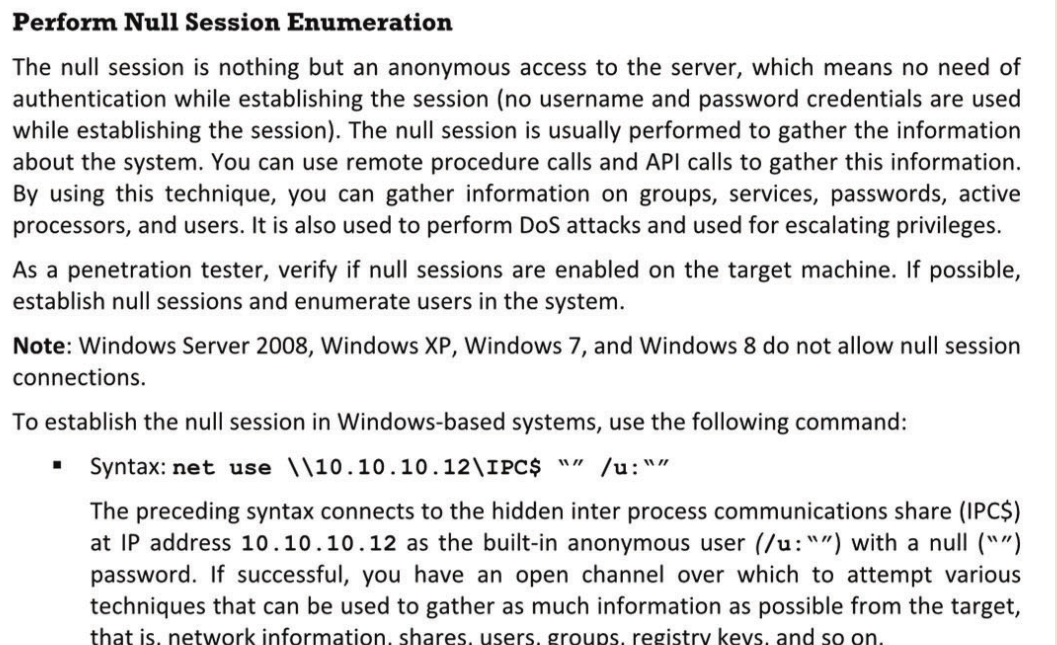 Perform Null Session Enumeration
The null session is nothing but an anonymous access to the server, which means no need of
authentication while establishing the session (no username and password credentials are used
while establishing the session). The null session is usually performed to gather the information
about the system. You can use remote procedure calls and API calls to gather this information.
By using this technique, you can gather information on groups, services, passwords, active
processors, and users. It is also used to perform DoS attacks and used for escalating privileges.
As a penetration tester, verify if null sessions are enabled on the target machine. If possible,
establish null sessions and enumerate users in the system.
Note: Windows Server 2008, Windows XP, Windows 7, and Windows 8 do not allow null session
connections.
To establish the null session in Windows-based systems, use the following command:
▪ Syntax: net use \\10.10.10.12\IPC$ “” /u:“”
The preceding syntax connects to the hidden inter process communications share (IPC$)
at IP address 10.10.10.12 as the built-in anonymous user (/u:“”) with a null (“”)
password. If successful, you have an open channel over which to attempt various
techniques that can be used to gather as much information as possible from the target,
that is, network information, shares, users, groups, registry keys, and so on.